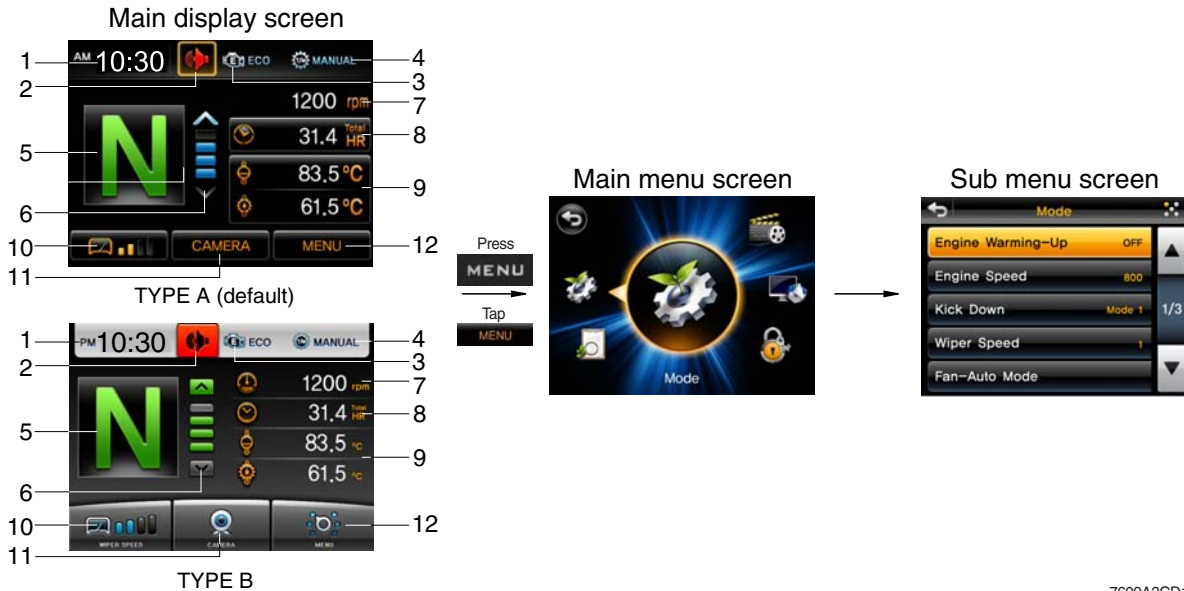 Main display screen
1 AM 10:30 ECO MANUAL 4
2 3
1200 rpm 7
31.4 Total HR 8
5 N 83.5 °C 9
6 61.5 °C
10 CAMERA MENU 12
11
TYPE A (default)
1 PM 10:30 ECO MANUAL 4
2 3
1200 rpm 7
31.4 Total HR 8
5 N 83.5 °C 9
6 61.5 °C
10 12
WIPER SPEED CAMERA MENU
11
TYPE B
Press
MENU
Tap
MENU
Main menu screen
Mode
Sub menu screen
Mode
Engine Warming-Up OFF
Engine Speed 800
Kick Down Mode 1
1/3
Wiper Speed 1
Fan-Auto Mode